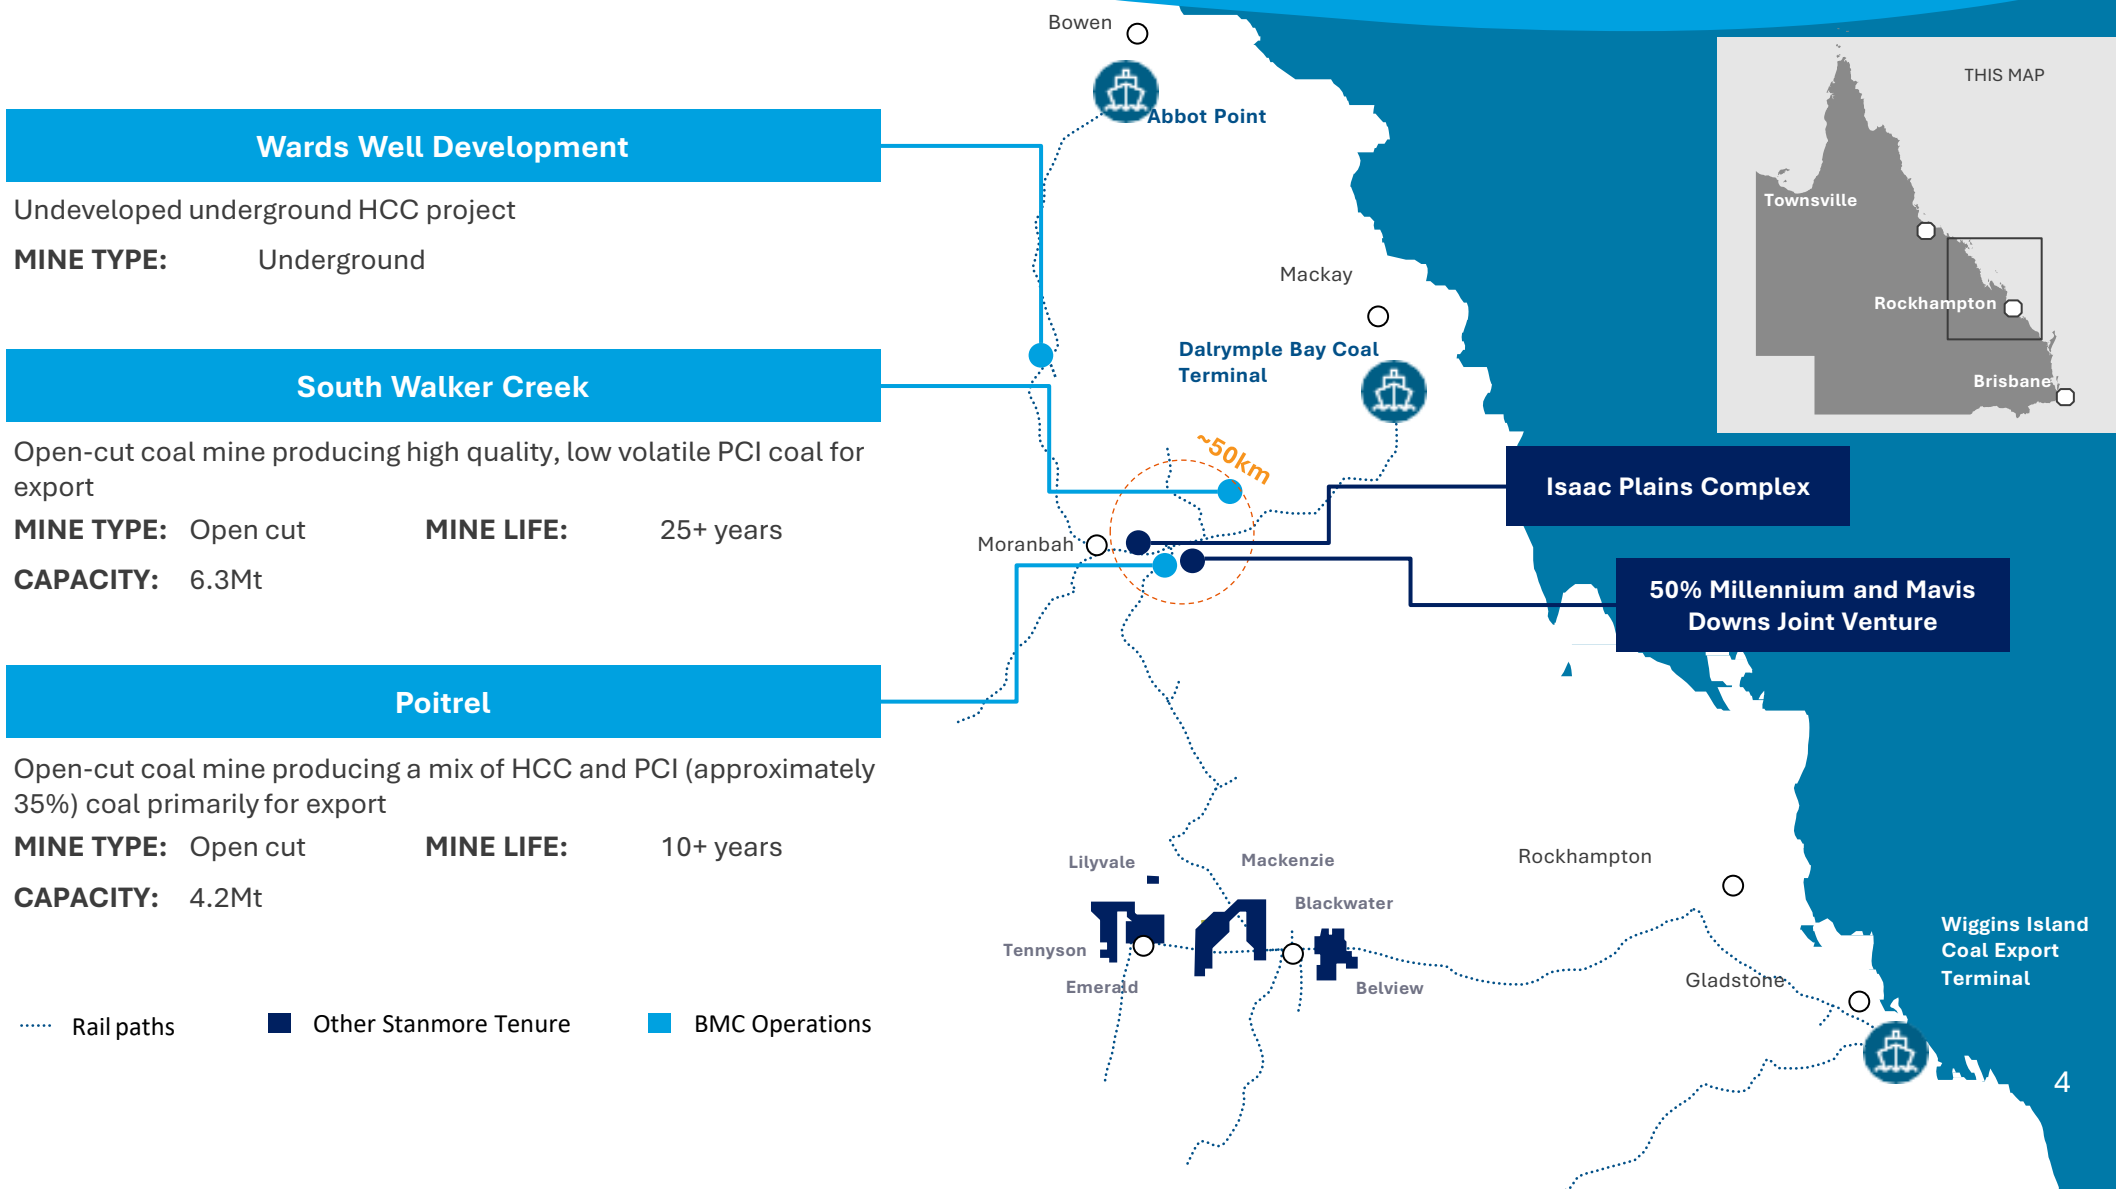 Wards Well Development
Undeveloped underground HCC project
MINE TYPE: Underground
South Walker Creek
Open-cut coal mine producing high quality, low volatile PCI coal for
export
MINE TYPE: Open cut MINE LIFE: 25+ years
CAPACITY: 6.3Mt
Poitrel
Open-cut coal mine producing a mix of HCC and PCI (approximately
35%) coal primarily for export
MINE TYPE: Open cut MINE LIFE: 10+ years
CAPACITY: 4.2Mt
Rail paths
Other Stanmore Tenure
BMC Operations
Bowen
Abbot Point
Mackay
Dalrymple Bay Coal
Terminal
~50km
Moranbah
Isaac Plains Complex
50% Millennium and Mavis
Downs Joint Venture
Lilyvale
Mackenzie
Blackwater
Tennyson
Emerald
Belview
Rockhampton
Gladstone
Wiggins Island
Coal Export
Terminal
THIS MAP
Townsville
Rockhampton
Brisbane
4